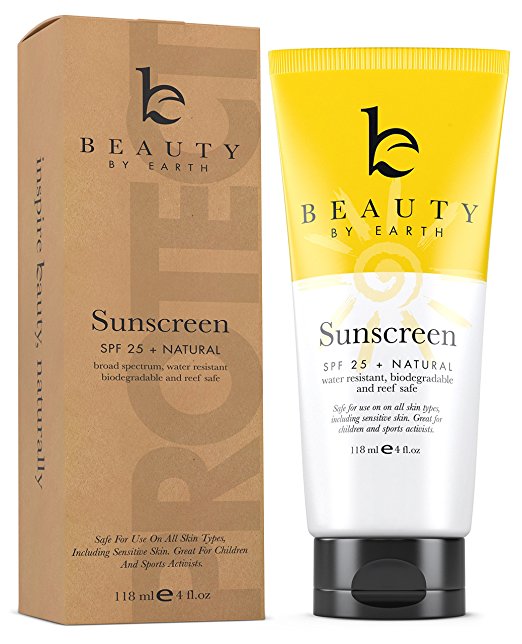 be
BEAUTY
BY EARTH
PROTECT
Sunscreen
SPF 25 + NATURAL
broad spectrum, water resistant
biodegradable and reef safe
Safe For Use On All Skin Types,
Including Sensitive Skin. Great For Children
And Sports Activists.
118 ml e 4 fl.oz
inspire beauty, naturally
be
BEAUTY
BY EARTH
Sunscreen
SPF 25 + NATURAL
water resistant, biodegradable
and reef safe
Safe for use on on all skin types,
including sensitive skin. Great for
children and sports activists.
118 ml e 4 fl.oz